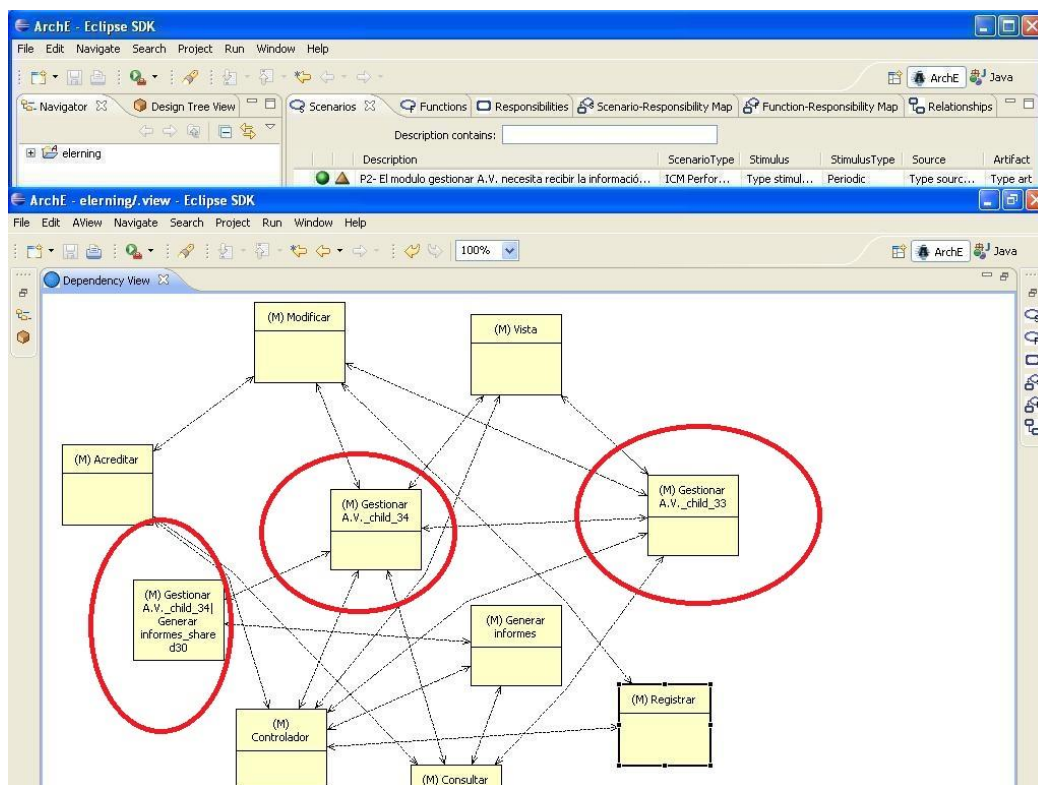 ArchE - Eclipse SDK
File Edit Navigate Search Project Run Window Help
ArchE Java
Navigator Design Tree View Scenarios Functions Responsibilities Scenario-Responsibility Map Function-Responsibility Map Relationships
Description contains:
elerning
Description ScenarioType Stimulus StimulusType Source Artifact
P2- El modulo gestionar A.V. necesita recibir la informació... ICM Perfor... Type stimul... Periodic Type sourc... Type art
ArchE - elerning/.view - Eclipse SDK
File Edit AView Navigate Search Project Run Window Help
100% ArchE Java
Dependency View
(M) Modificar
(M) Vista
(M) Acreditar
(M) Gestionar
A.V._child_34
(M) Gestionar
A.V._child_33
(M) Gestionar
A.V._child_34|
Generar
informes_share
d30
(M) Generar
informes
(M) Registrar
(M)
Controlador
(M) Consultar